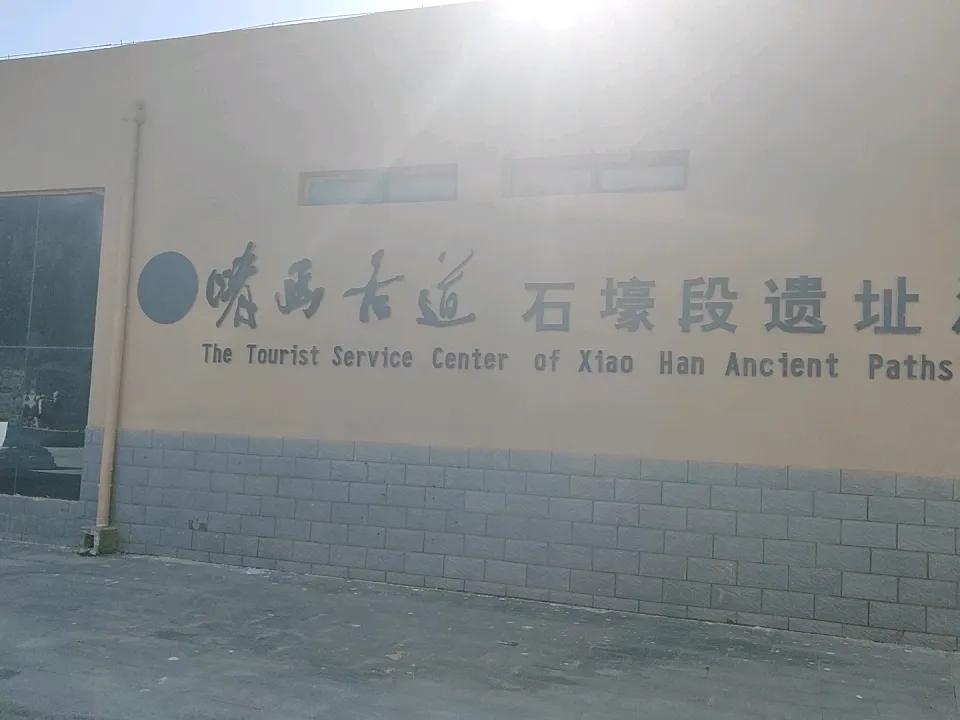 崤函古道 石壕段遗址
The Tourist Service Center of Xiao Han Ancient Paths